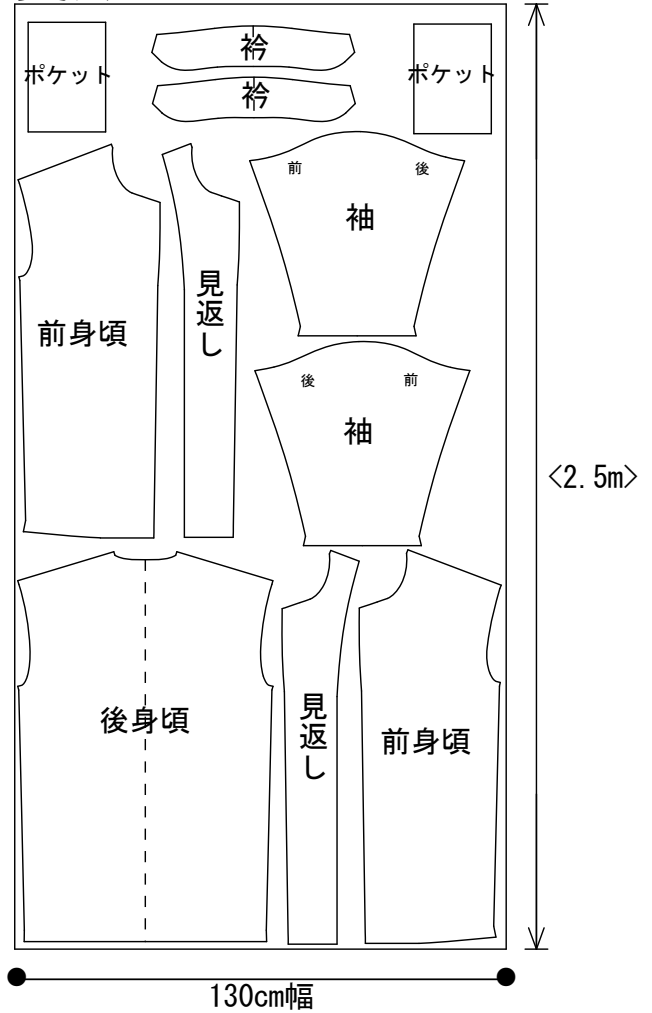 ポケット
衿
衿
ポケット
前
後
袖
見返し
前身頃
後
前
袖
<2.5m>
後身頃
見返し
前身頃
130cm幅